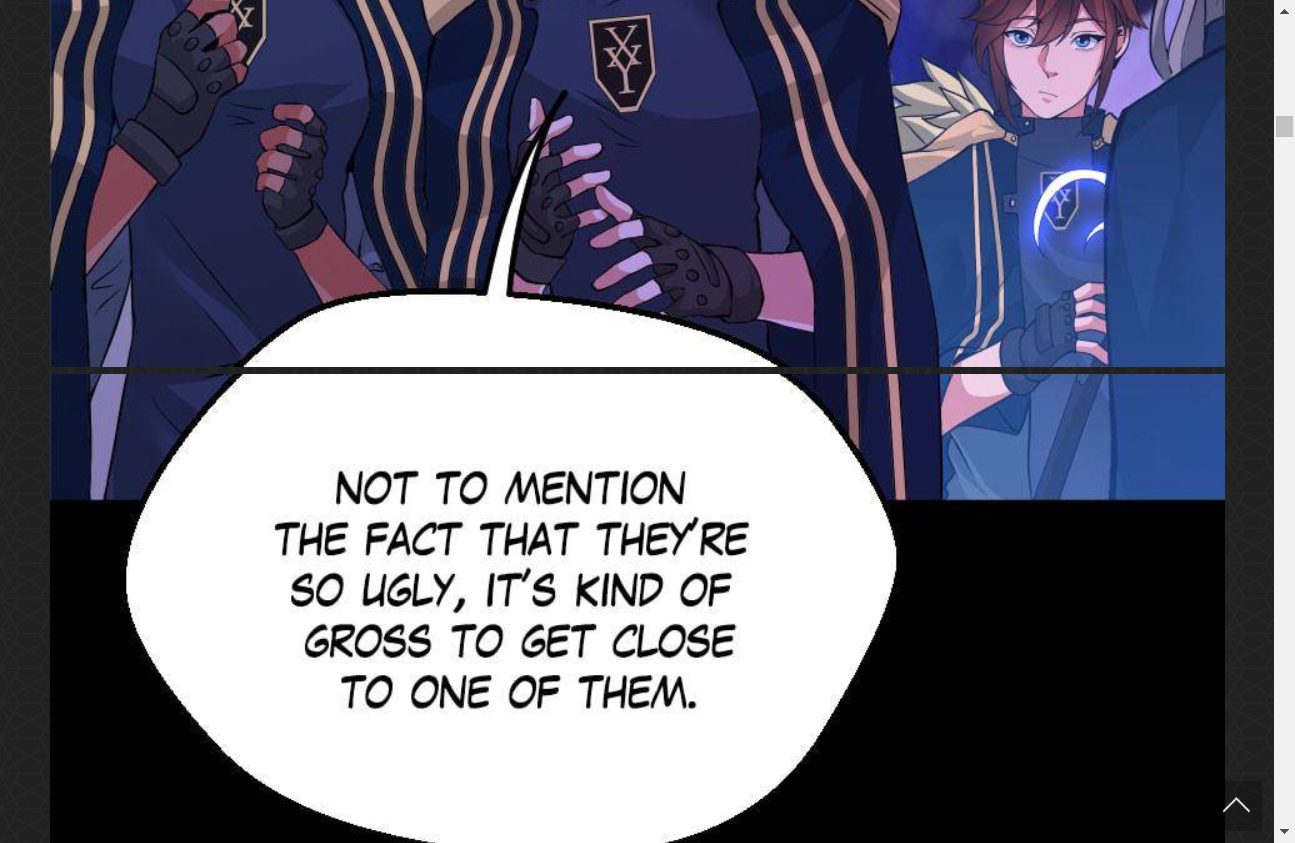 NOT TO MENTION
THE FACT THAT THEY'RE
SO UGLY, IT'S KIND OF
GROSS TO GET CLOSE
TO ONE OF THEM.